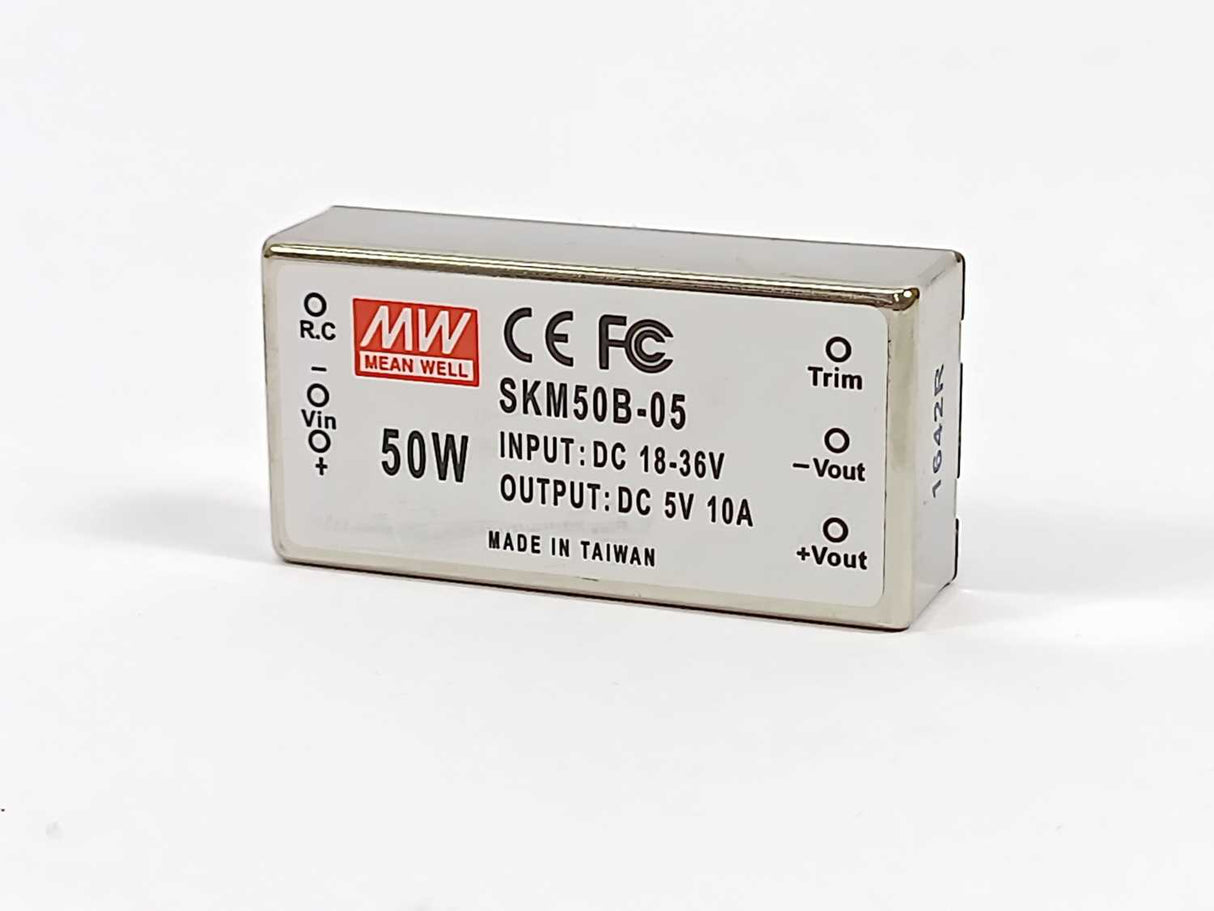 R.C
–
Vin
+
MW
MEAN WELL
CE FC
SKM50B-05
50W
INPUT: DC 18-36V
OUTPUT: DC 5V 10A
MADE IN TAIWAN
Trim
–Vout
+Vout
1642R